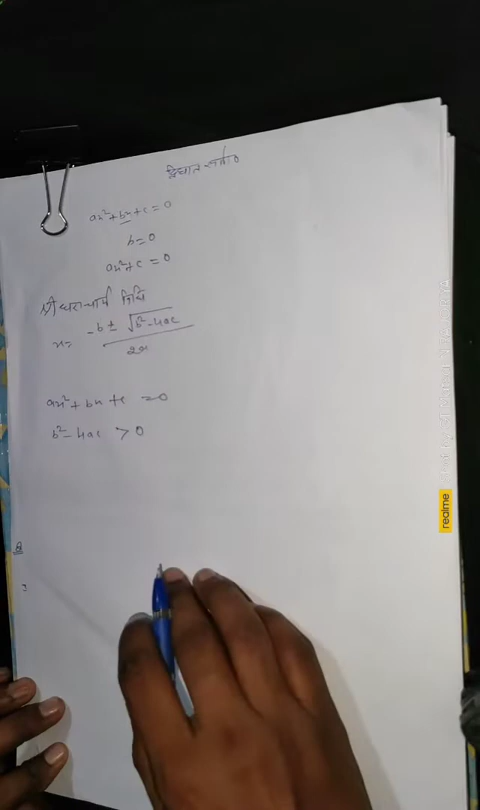 द्विघात समी०
ax²+bx+c=0
b=0
ax²+c=0
श्री धराचार्य विधि
x= -b ± √b²-4ac / 2a
ax²+bx+c =0
b²-4ac >0
realme